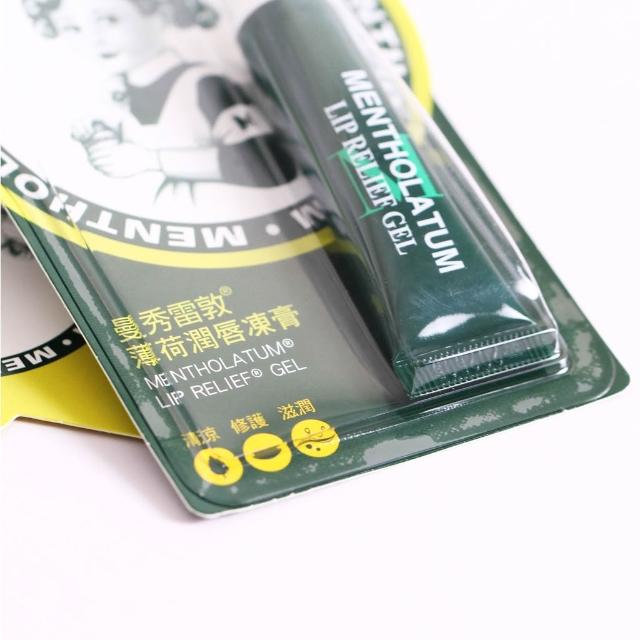 MENTHOLATUM
LIP RELIEF GEL
M • MENTHOL
曼秀雷敦®
薄荷潤唇凍膏
MENTHOLATUM®
LIP RELIEF® GEL
清涼 修護 滋潤